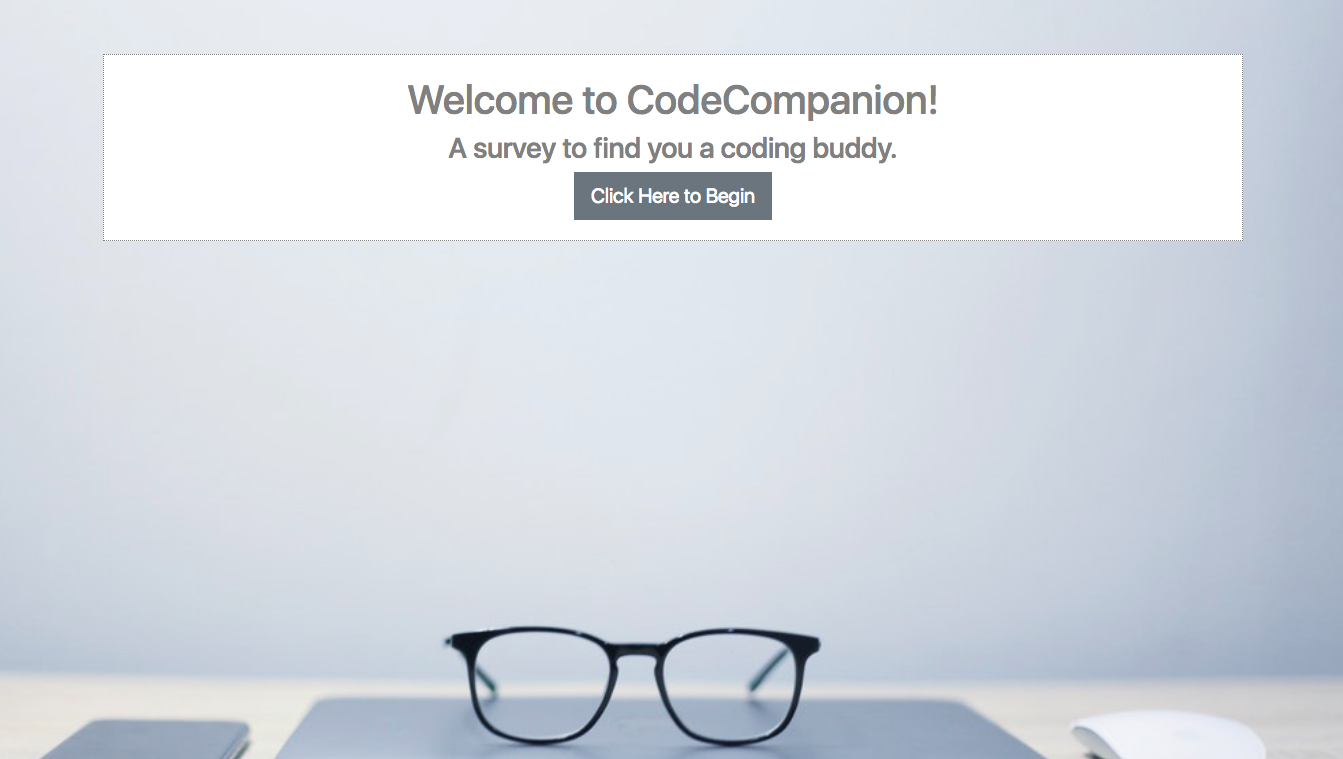 Welcome to CodeCompanion!
A survey to find you a coding buddy.
Click Here to Begin